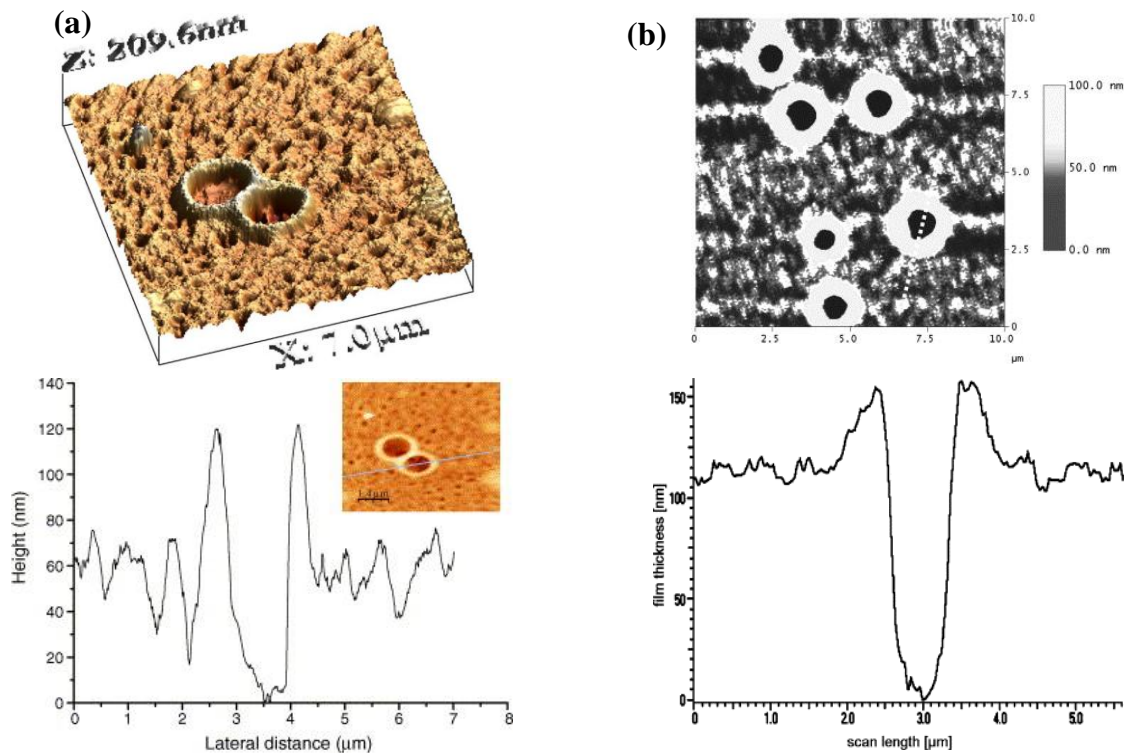 (a)
Z: 209.6nm
X: 7.0µm
(b)
10.0
7.5
5.0
2.5
0
0
2.5
5.0
7.5
10.0
µm
100.0 nm
50.0 nm
0.0 nm
140
120
100
80
60
40
20
0
Height (nm)
0 1 2 3 4 5 6 7 8
Lateral distance (µm)
1.4µm
150
100
50
0
film thickness [nm]
0 1.0 2.0 3.0 4.0 5.0
scan length [µm]